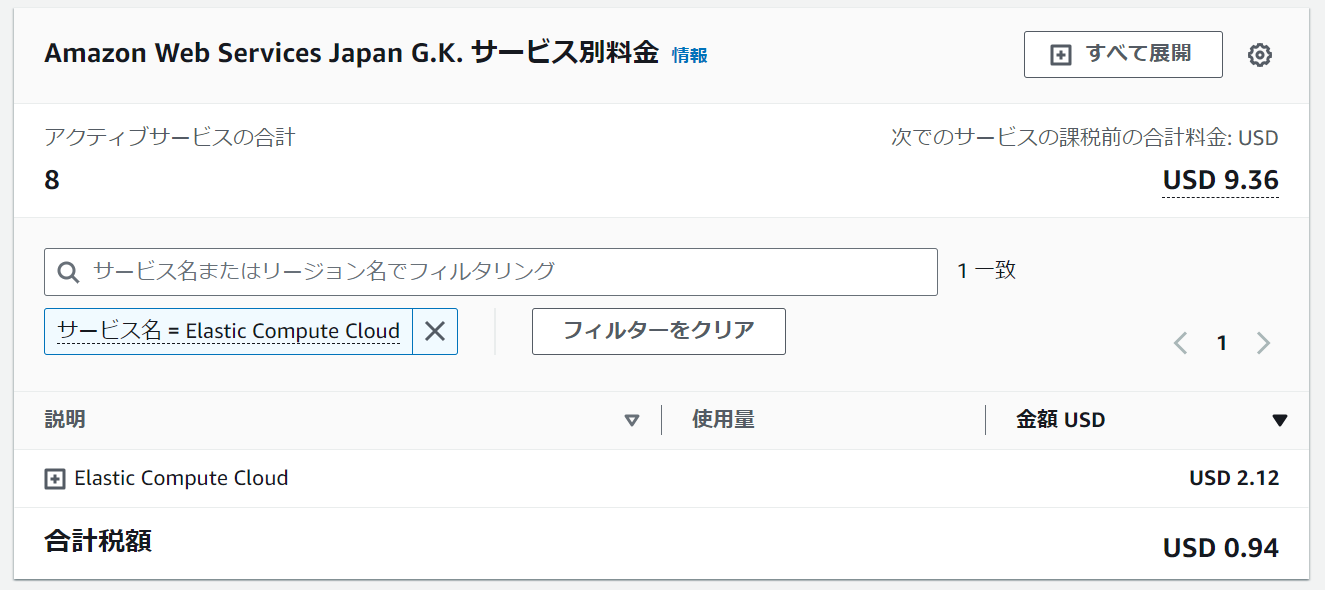 Amazon Web Services Japan G.K. サービス別料金 情報
すべて展開
アクティブサービスの合計
次でのサービスの課税前の合計料金: USD
8
USD 9.36
サービス名またはリージョン名でフィルタリング
1 一致
サービス名 = Elastic Compute Cloud
フィルターをクリア
1
説明
使用量
金額 USD
Elastic Compute Cloud
USD 2.12
合計税額
USD 0.94